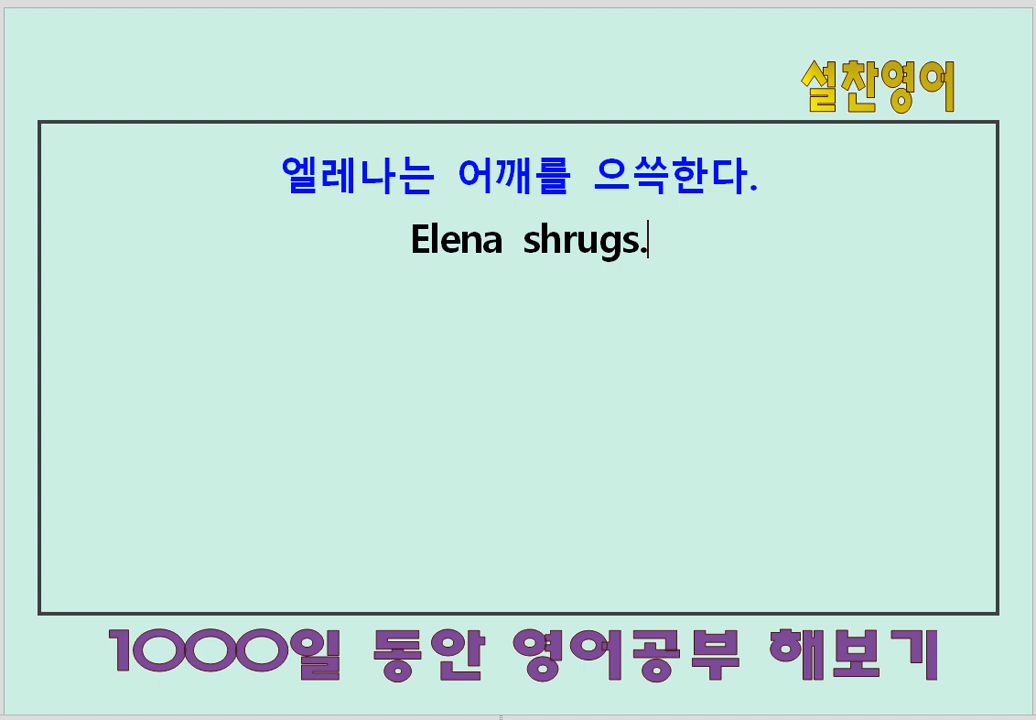 설찬영어
엘레나는 어깨를 으쓱한다.
Elena shrugs.
1000일 동안 영어공부 해보기